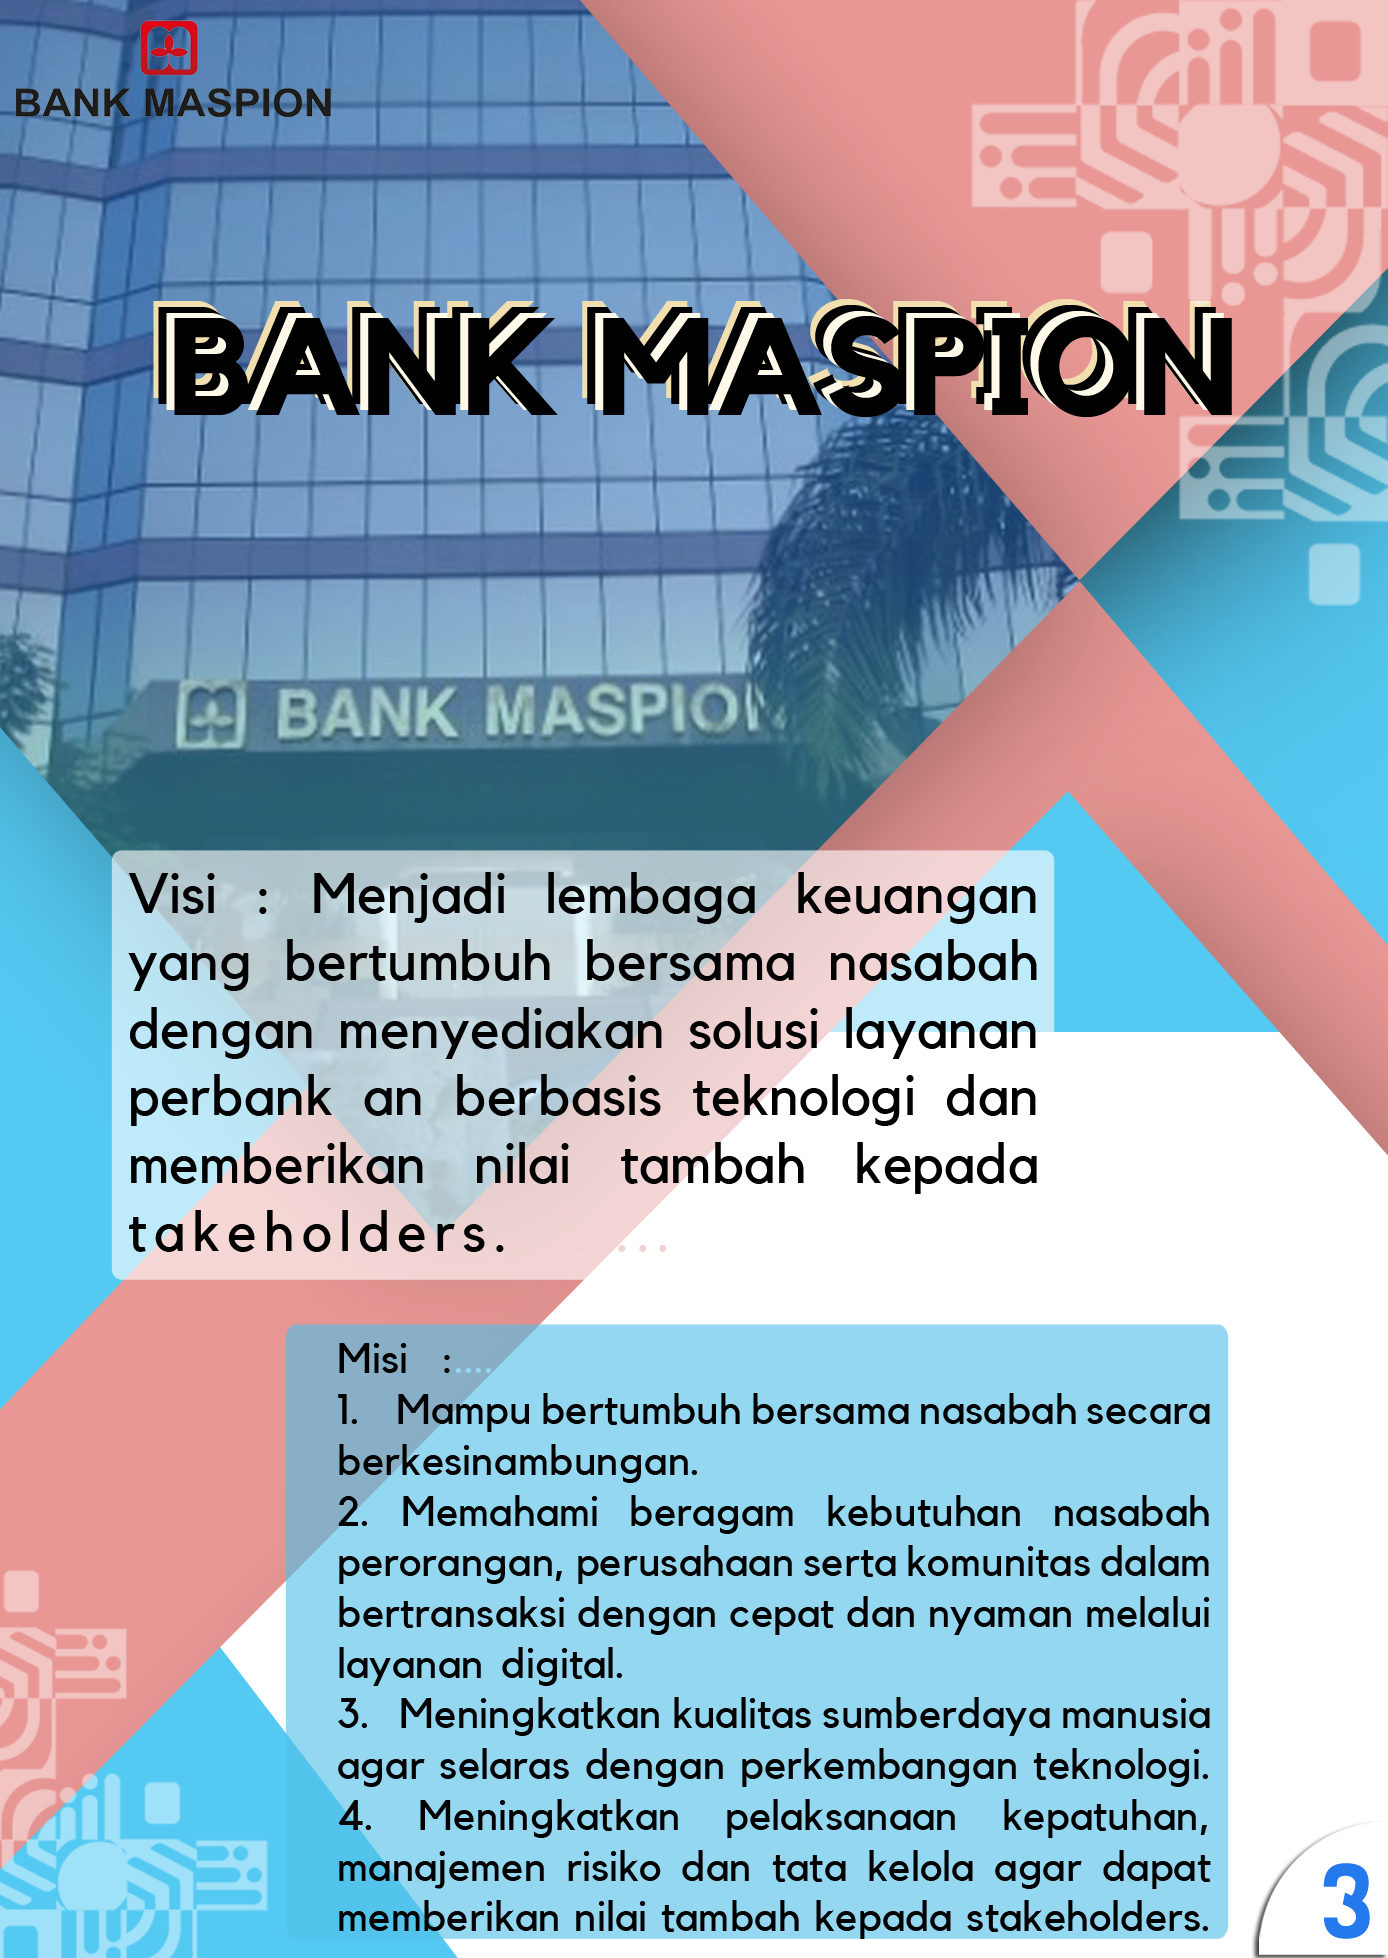 BANK MASPION
BANK MASPION
BANK MASPION
Visi : Menjadi lembaga keuangan
yang bertumbuh bersama nasabah
dengan menyediakan solusi layanan
perbank an berbasis teknologi dan
memberikan nilai tambah kepada
takeholders. ...
Misi :....
1. Mampu bertumbuh bersama nasabah secara
berkesinambungan.
2. Memahami beragam kebutuhan nasabah
perorangan, perusahaan serta komunitas dalam
bertransaksi dengan cepat dan nyaman melalui
layanan digital.
3. Meningkatkan kualitas sumberdaya manusia
agar selaras dengan perkembangan teknologi.
4. Meningkatkan pelaksanaan kepatuhan,
manajemen risiko dan tata kelola agar dapat
memberikan nilai tambah kepada stakeholders.
3